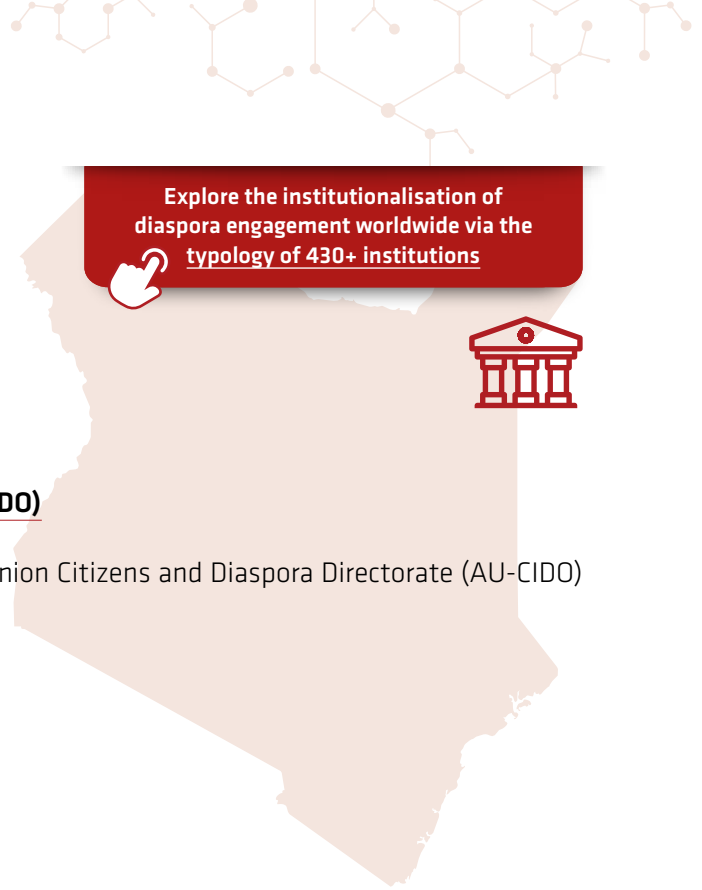 Explore the institutionalisation of
diaspora engagement worldwide via the
typology of 430+ institutions
DO)
nion Citizens and Diaspora Directorate (AU-CIDO)